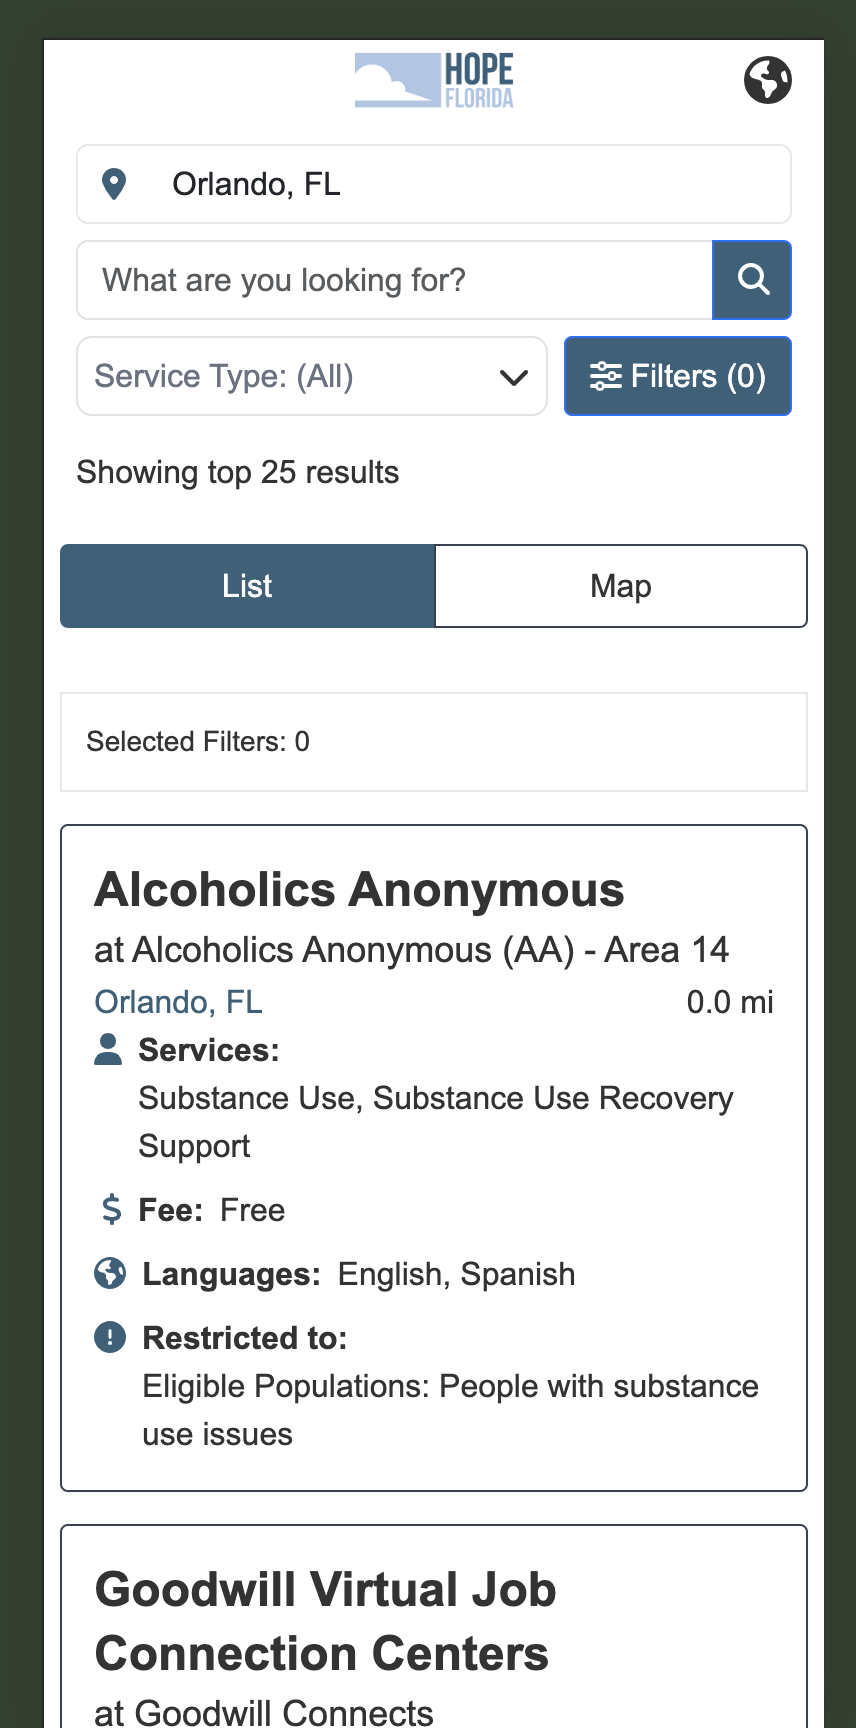 HOPE
FLORIDA
Orlando, FL
What are you looking for?
Service Type: (All)
Filters (0)
Showing top 25 results
List
Map
Selected Filters: 0
Alcoholics Anonymous
at Alcoholics Anonymous (AA) - Area 14
Orlando, FL
0.0 mi
Services:
Substance Use, Substance Use Recovery
Support
$ Fee: Free
Languages: English, Spanish
Restricted to:
Eligible Populations: People with substance
use issues
Goodwill Virtual Job
Connection Centers
at Goodwill Connects